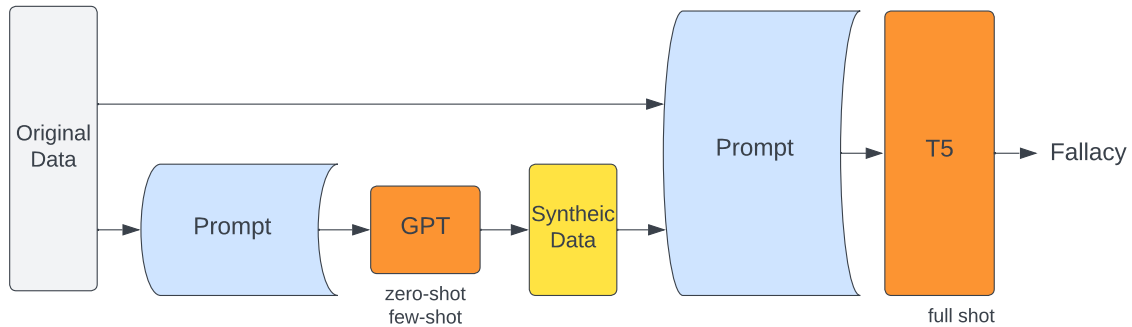 Original
Data
Prompt
GPT
zero-shot
few-shot
Syntheic
Data
Prompt
T5
full shot
Fallacy